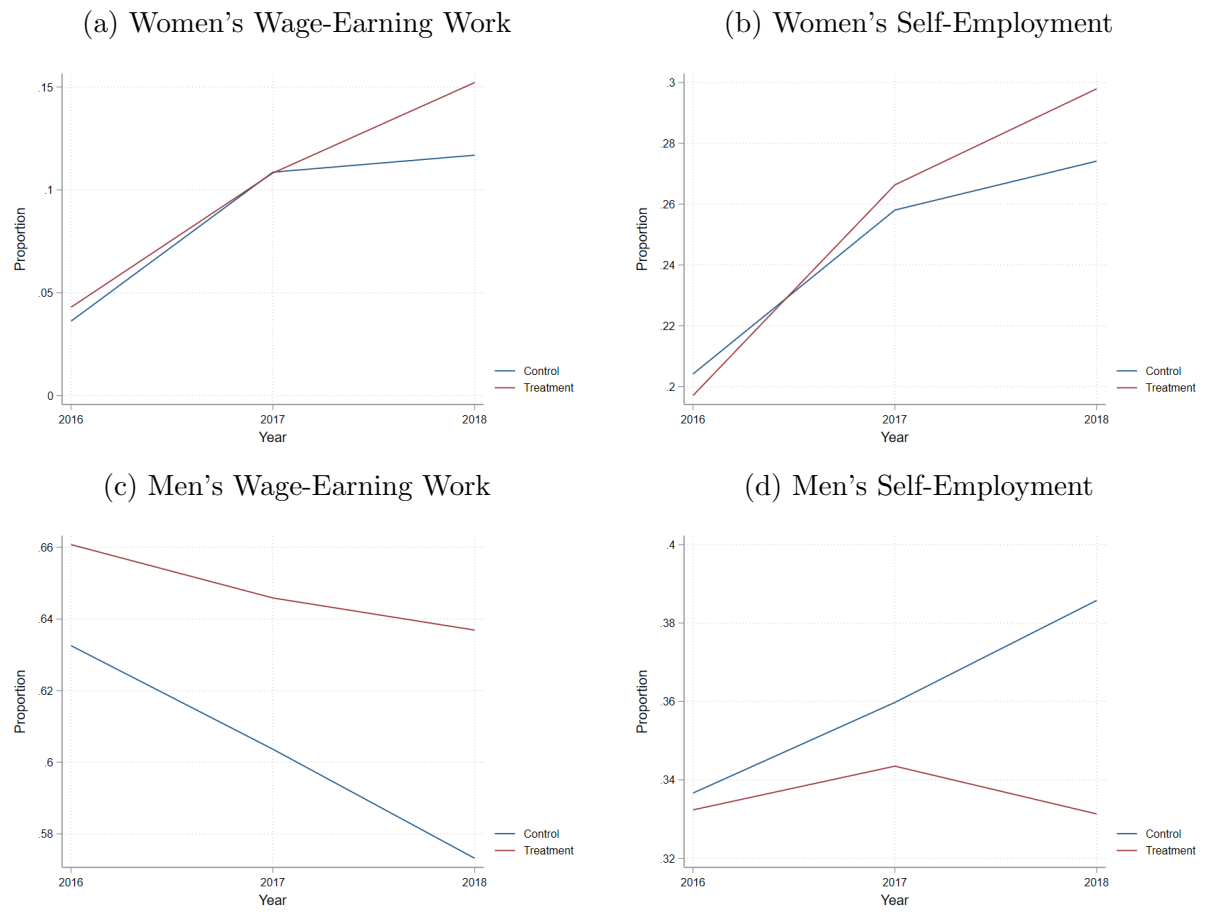 (a) Women's Wage-Earning Work
.15
.1
.05
0
Proportion
2016
2017
2018
Year
Control
Treatment
(b) Women's Self-Employment
.3
.28
.26
.24
.22
.2
Proportion
2016
2017
2018
Year
Control
Treatment
(c) Men's Wage-Earning Work
.66
.64
.62
.6
.58
Proportion
2016
2017
2018
Year
Control
Treatment
(d) Men's Self-Employment
.4
.38
.36
.34
.32
Proportion
2016
2017
2018
Year
Control
Treatment